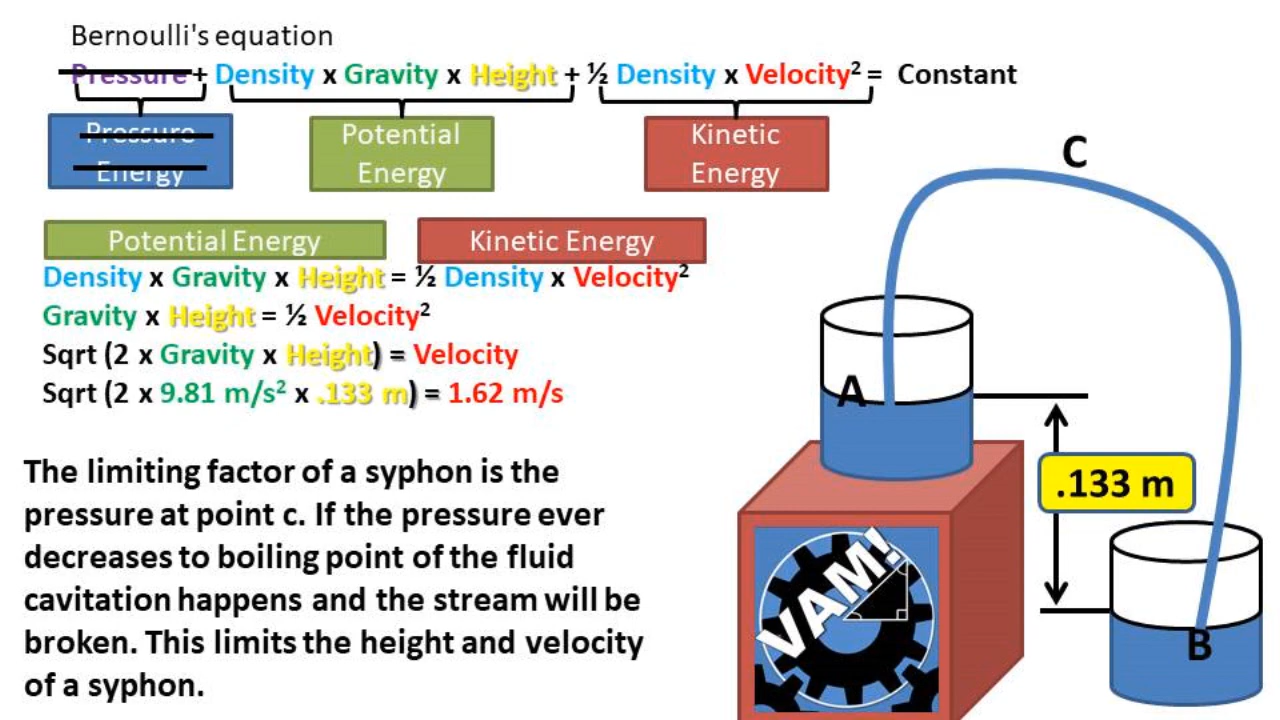 Bernoulli's equation
Pressure + Density x Gravity x Height + ½ Density x Velocity² = Constant
Pressure Energy
Potential Energy
Kinetic Energy
Potential Energy
Kinetic Energy
Density x Gravity x Height = ½ Density x Velocity²
Gravity x Height = ½ Velocity²
Sqrt (2 x Gravity x Height) = Velocity
Sqrt (2 x 9.81 m/s² x .133 m) = 1.62 m/s
The limiting factor of a syphon is the
pressure at point c. If the pressure ever
decreases to boiling point of the fluid
cavitation happens and the stream will be
broken. This limits the height and velocity
of a syphon.
C
A
.133 m
B
VAM!